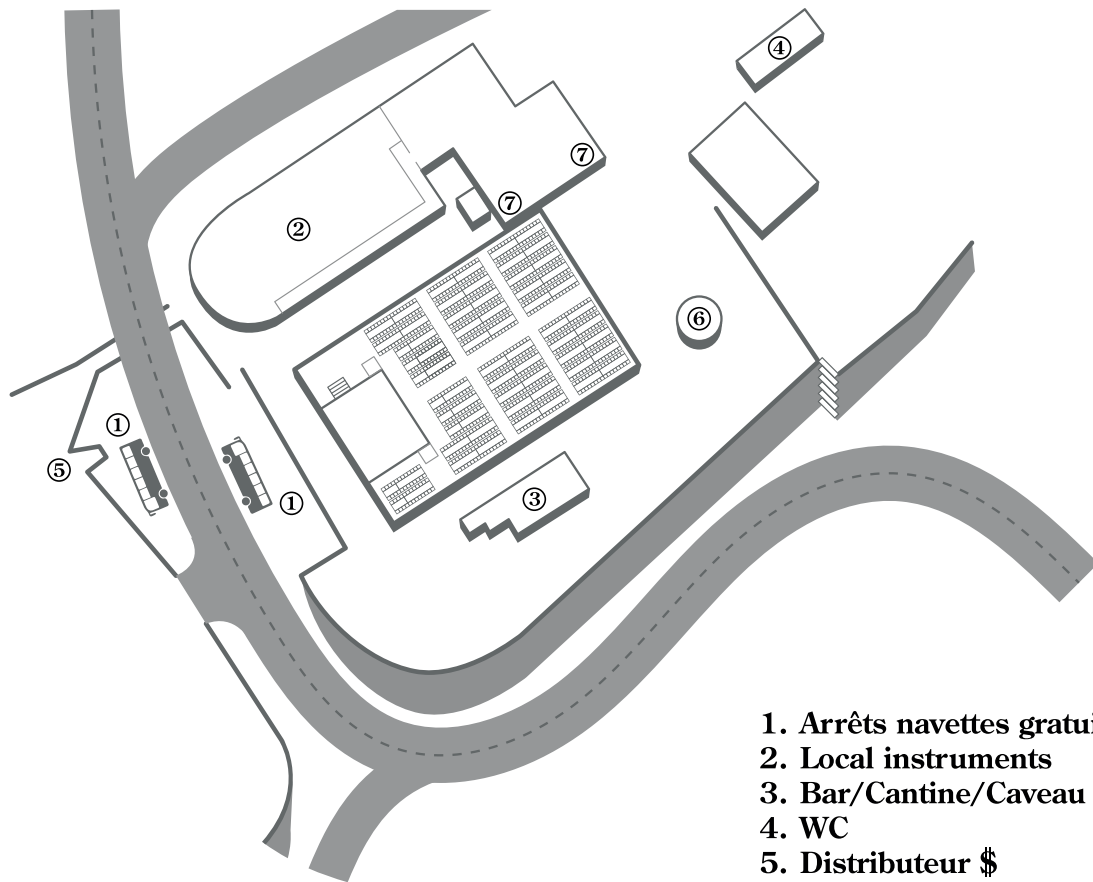 ④
⑦
⑦
②
⑥
①
⑤
①
③
1. Arrêts navettes
2. Local instruments
3. Bar/Cantine/Caveau
4. WC
5. Distributeur $